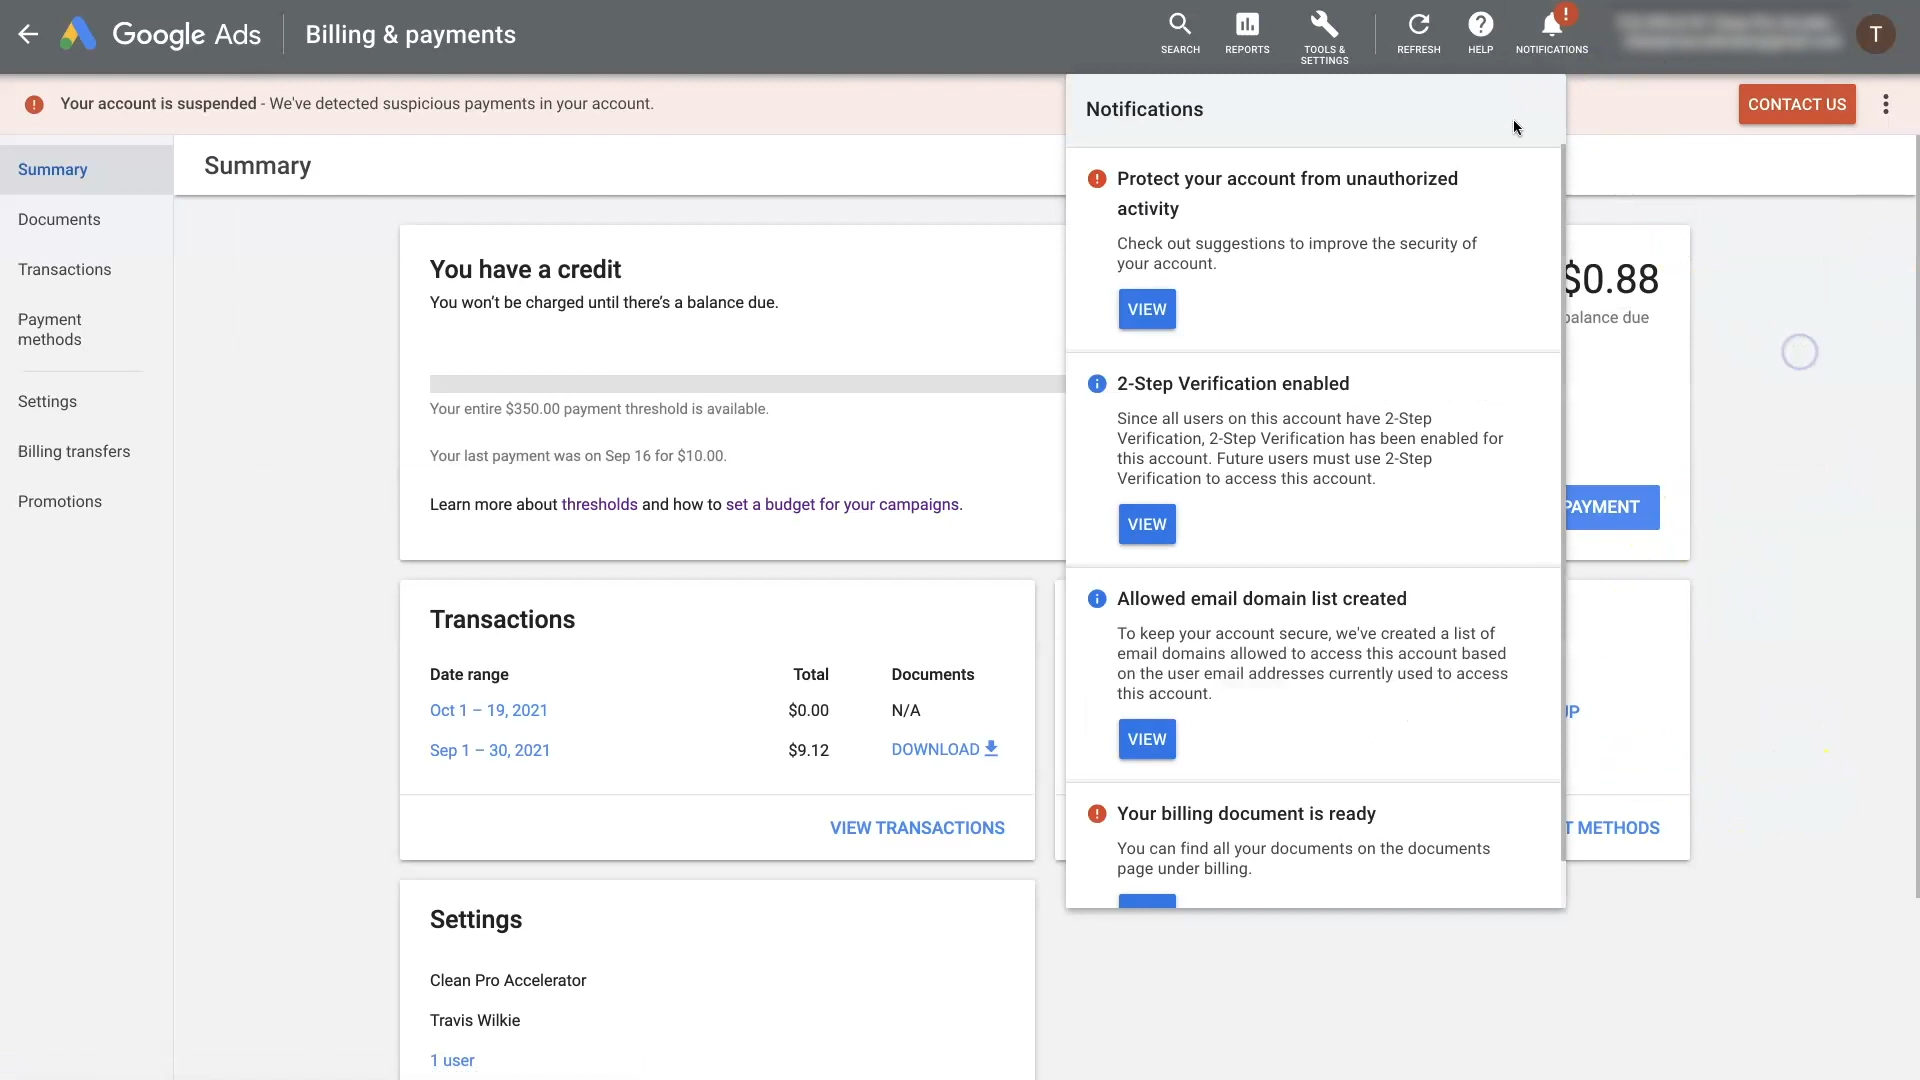 Google Ads
Billing & payments
SEARCH
REPORTS
TOOLS &
SETTINGS
REFRESH
HELP
NOTIFICATIONS
!
T
! Your account is suspended - We've detected suspicious payments in your account.
CONTACT US
Summary
Documents
Transactions
Payment
methods
Settings
Billing transfers
Promotions
Summary
You have a credit
You won't be charged until there's a balance due.
Your entire $350.00 payment threshold is available.
Your last payment was on Sep 16 for $10.00.
Learn more about thresholds and how to set a budget for your campaigns.
$0.88
balance due
PAYMENT
Transactions
Date range Total Documents
Oct 1 – 19, 2021 $0.00 N/A
Sep 1 – 30, 2021 $9.12 DOWNLOAD
VIEW TRANSACTIONS
UP
T METHODS
Settings
Clean Pro Accelerator
Travis Wilkie
1 user
Notifications
! Protect your account from unauthorized
activity
Check out suggestions to improve the security of
your account.
VIEW
i 2-Step Verification enabled
Since all users on this account have 2-Step
Verification, 2-Step Verification has been enabled for
this account. Future users must use 2-Step
Verification to access this account.
VIEW
i Allowed email domain list created
To keep your account secure, we've created a list of
email domains allowed to access this account based
on the user email addresses currently used to access
this account.
VIEW
! Your billing document is ready
You can find all your documents on the documents
page under billing.